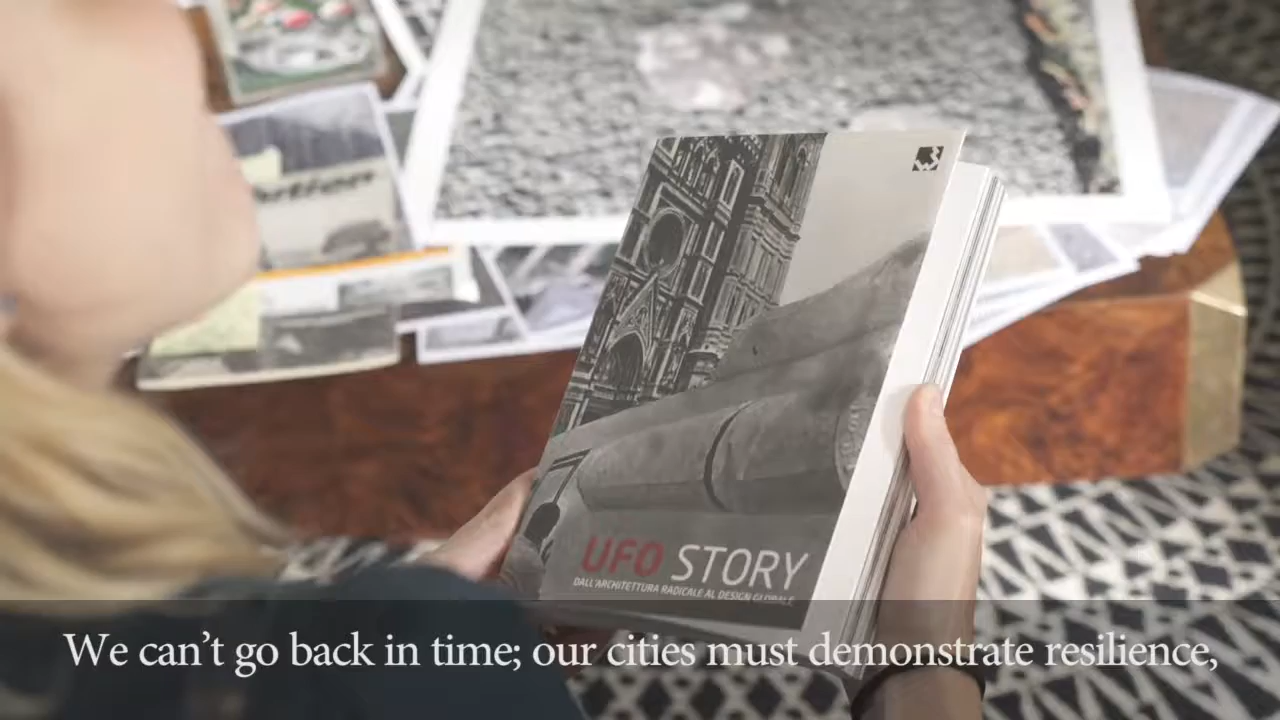 UFO STORY
DALL'ARCHITETTURA RADICALE AL DESIGN GLOBALE
We can't go back in time; our cities must demonstrate resilience,